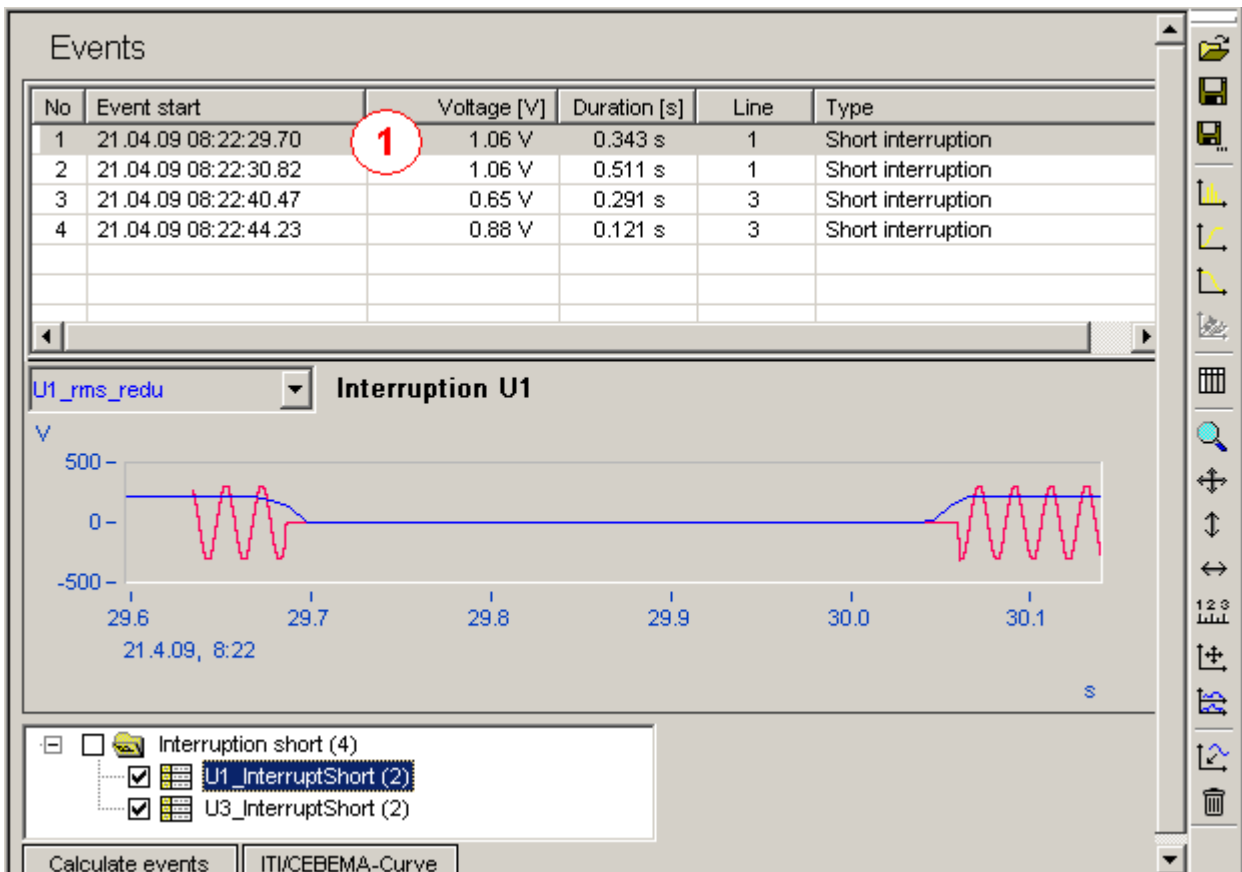 Events
No Event start Voltage [V] Duration [s] Line Type
1 21.04.09 08:22:29.70 1 1.06 V 0.343 s 1 Short interruption
2 21.04.09 08:22:30.82 1.06 V 0.511 s 1 Short interruption
3 21.04.09 08:22:40.47 0.65 V 0.291 s 3 Short interruption
4 21.04.09 08:22:44.23 0.88 V 0.121 s 3 Short interruption
U1_rms_redu Interruption U1
V
500
0
-500
29.6 29.7 29.8 29.9 30.0 30.1
21.4.09, 8:22
s
Interruption short (4)
U1_InterruptShort (2)
U3_InterruptShort (2)
Calculate events ITI/CEBEMA-Curve
1 2 3